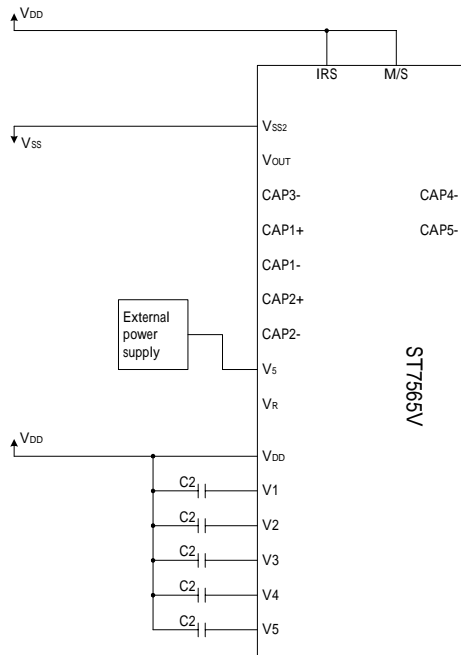 VDD
IRS M/S
VSS2
VSS
VOUT
CAP3- CAP4-
CAP1+ CAP5-
CAP1-
CAP2+
External
power
supply
CAP2-
V5
VR
ST7565V
VDD
VDD
C2 V1
C2 V2
C2 V3
C2 V4
C2 V5